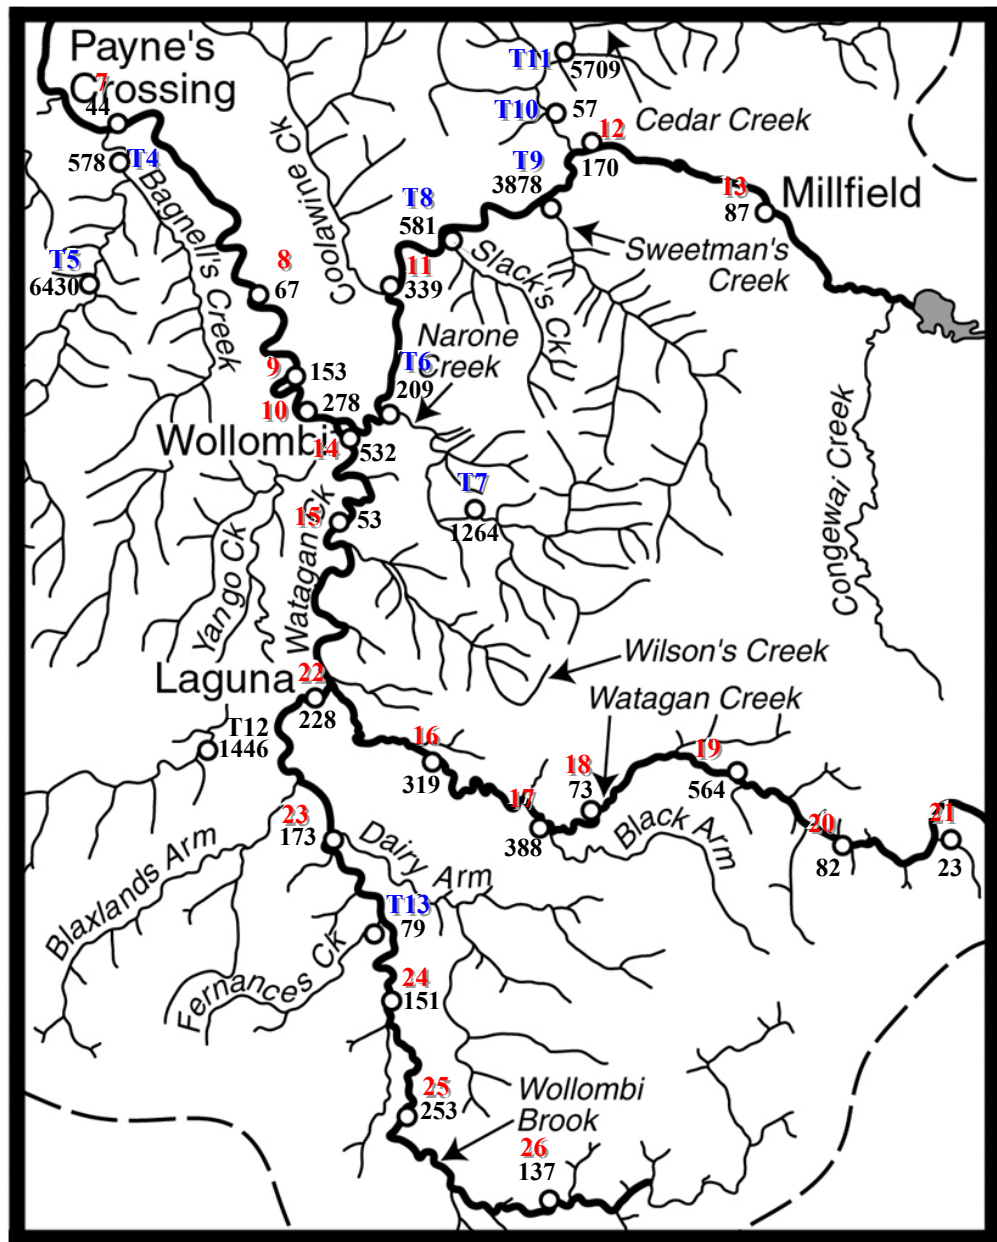 Payne's
7
Crossing
44
T11
5709
T10
57
Cedar Creek
12
170
578
T4
T9
3878
Coolawine Ck
T8
581
13
87
Millfield
Bagnell's Creek
T5
6430
8
67
11
339
Slack's Ck
Sweetman's
Creek
Narone
Creek
T6
209
9
153
10
278
Wollombi
14
532
T7
1264
15
53
Congewai Creek
Yango Ck
Watagan Ck
Wilson's Creek
Laguna
22
228
Watagan Creek
T12
1446
16
319
18
73
19
564
17
388
Black Arm
20
82
21
23
23
173
Dairy Arm
Blaxlands Arm
T13
79
Fernances Ck
24
151
25
253
Wollombi
Brook
26
137